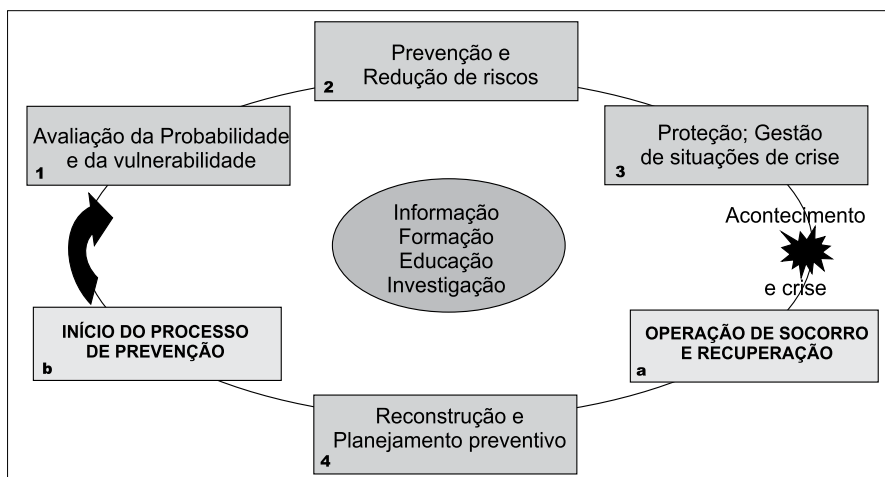 Prevenção e
Redução de riscos
2
Avaliação da Probabilidade
e da vulnerabilidade
1
Proteção; Gestão
de situações de crise
3
Informação
Formação
Educação
Investigação
Acontecimento
e crise
INÍCIO DO PROCESSO
DE PREVENÇÃO
b
OPERAÇÃO DE SOCORRO
E RECUPERAÇÃO
a
Reconstrução e
Planejamento preventivo
4